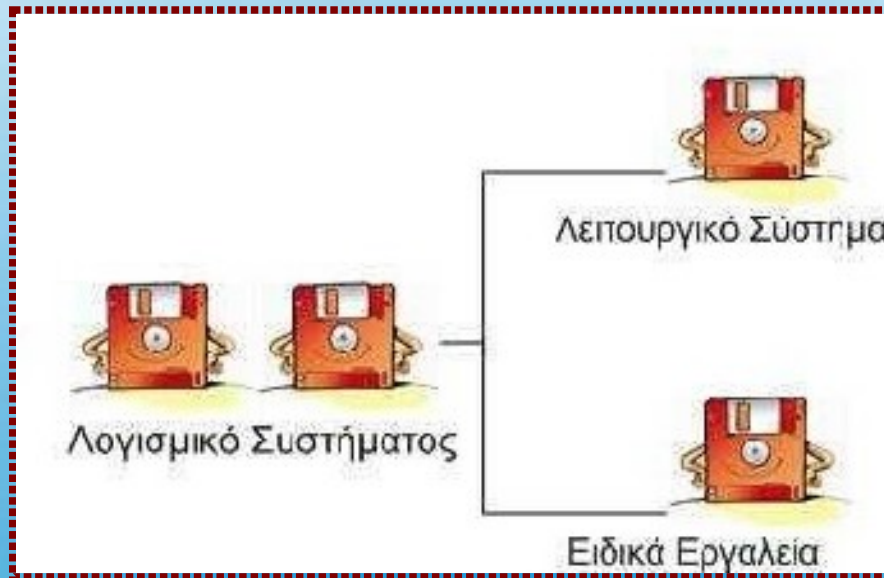 Λειτουργικό Σύστημα
Λογισμικό Συστήματος
Ειδικά Εργαλεία